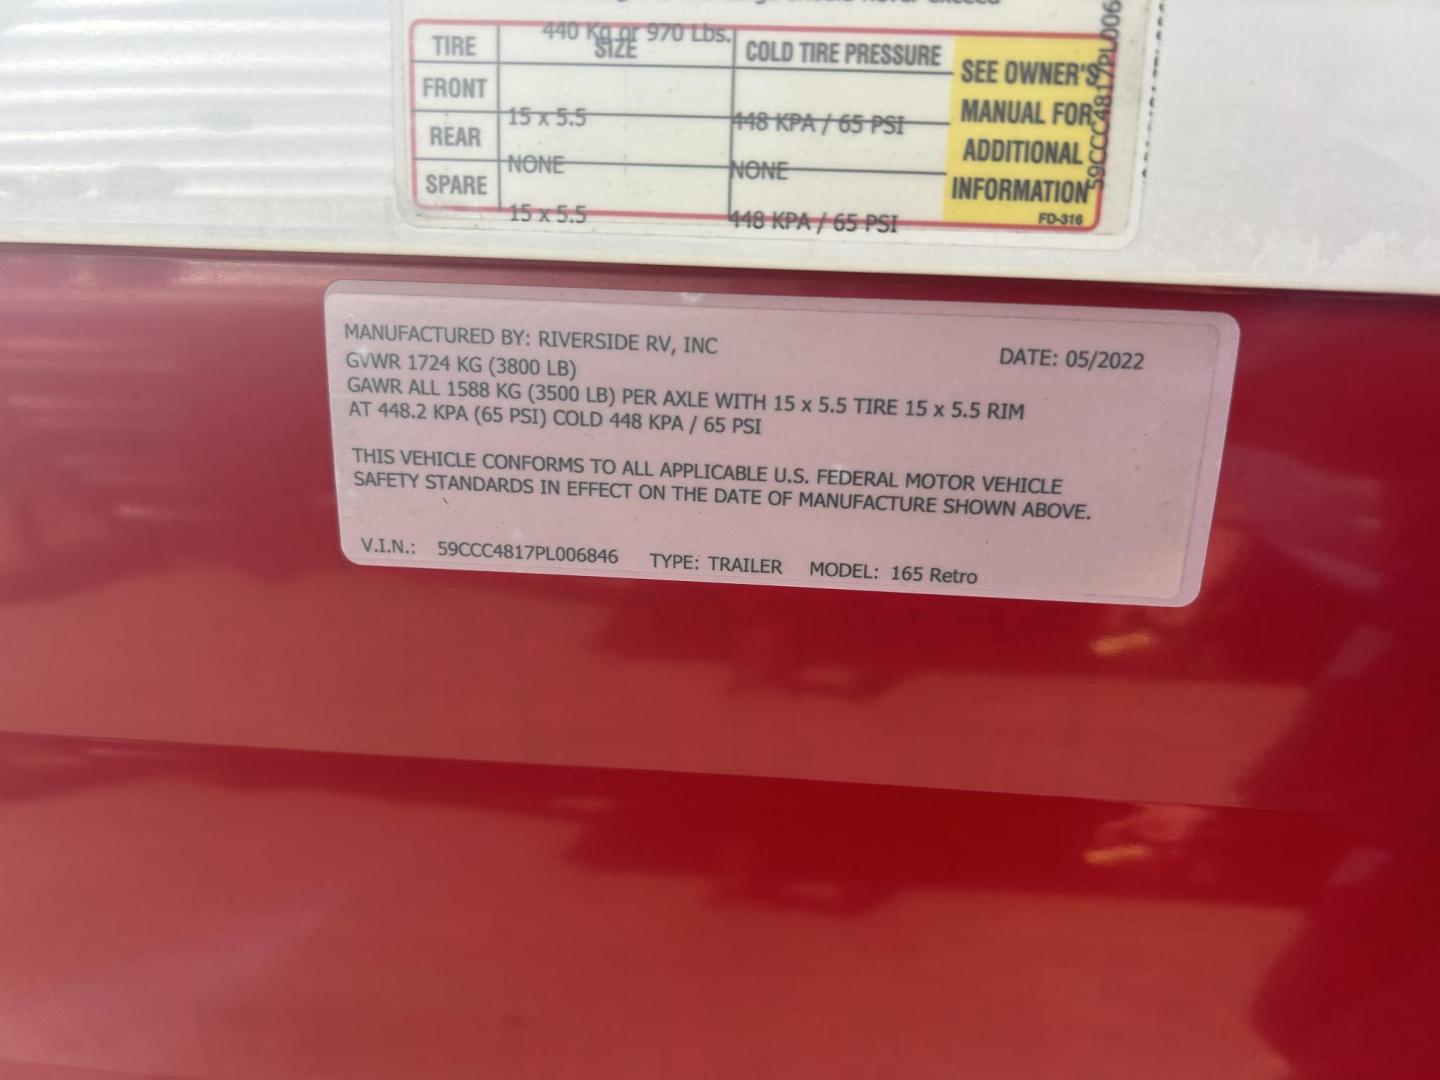 440 Kg or 970 Lbs.
TIRE SIZE COLD TIRE PRESSURE
FRONT 15 x 5.5 448 KPA / 65 PSI
REAR NONE NONE
SPARE 15 x 5.5 448 KPA / 65 PSI
SEE OWNER'S
MANUAL FOR
ADDITIONAL
INFORMATION
FD-316
59CCC4817PL006
MANUFACTURED BY: RIVERSIDE RV, INC DATE: 05/2022
GVWR 1724 KG (3800 LB)
GAWR ALL 1588 KG (3500 LB) PER AXLE WITH 15 x 5.5 TIRE 15 x 5.5 RIM
AT 448.2 KPA (65 PSI) COLD 448 KPA / 65 PSI
THIS VEHICLE CONFORMS TO ALL APPLICABLE U.S. FEDERAL MOTOR VEHICLE
SAFETY STANDARDS IN EFFECT ON THE DATE OF MANUFACTURE SHOWN ABOVE.
V.I.N.: 59CCC4817PL006846 TYPE: TRAILER MODEL: 165 Retro